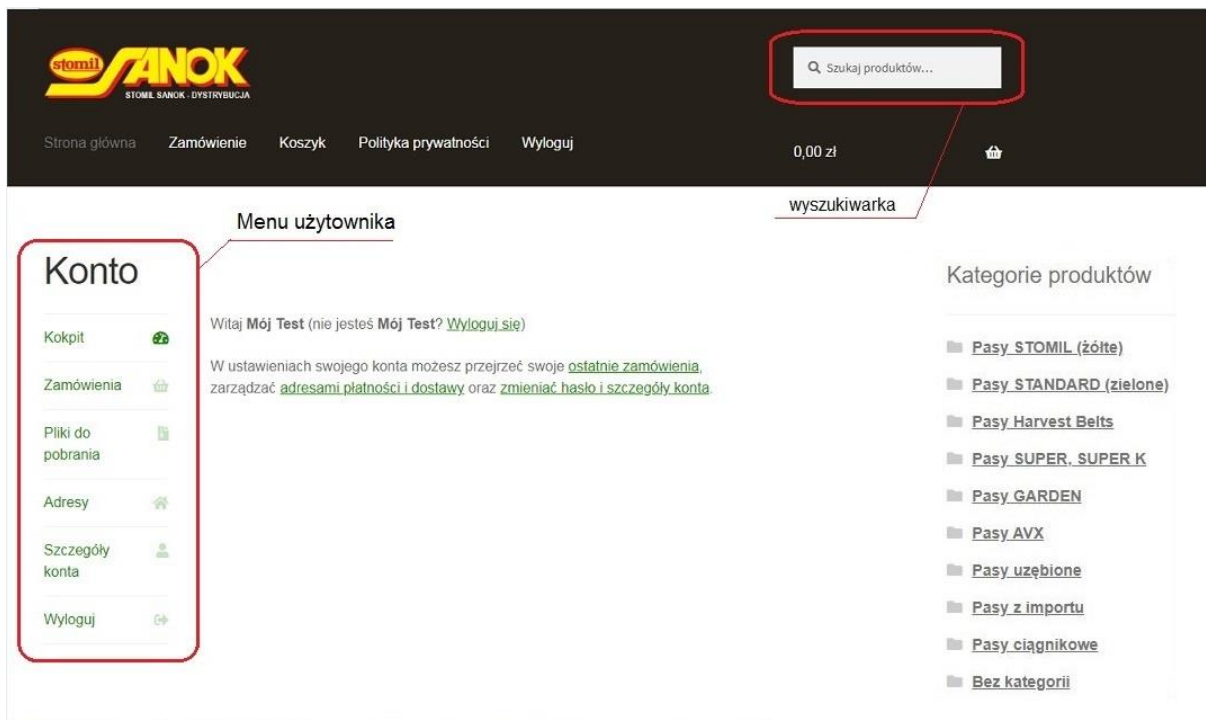 stomil SANOK
STOMIL SANOK - DYSTRYBUCJA
Szukaj produktów...
Strona główna Zamówienie Koszyk Polityka prywatności Wyloguj
0,00 zł
wyszukiwarka
Menu użytownika
Konto
Kokpit
Zamówienia
Pliki do
pobrania
Adresy
Szczegóły
konta
Wyloguj
Witaj Mój Test (nie jesteś Mój Test? Wyloguj się)
W ustawieniach swojego konta możesz przejrzeć swoje ostatnie zamówienia,
zarządzać adresami płatności i dostawy oraz zmieniać hasło i szczegóły konta.
Kategorie produktów
Pasy STOMIL (żółte)
Pasy STANDARD (zielone)
Pasy Harvest Belts
Pasy SUPER, SUPER K
Pasy GARDEN
Pasy AVX
Pasy uzębione
Pasy z importu
Pasy ciągnikowe
Bez kategorii